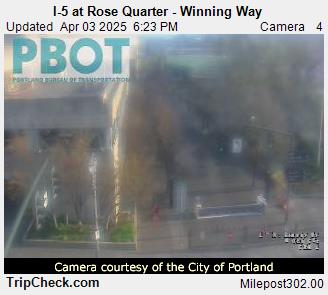 I-5 at Rose Quarter - Winning Way
Updated Apr 03 2025 6:23 PM Camera 4
PBOT
PORTLAND BUREAU OF TRANSPORTATION
Camera courtesy of the City of Portland
TripCheck.com Milepost302.00